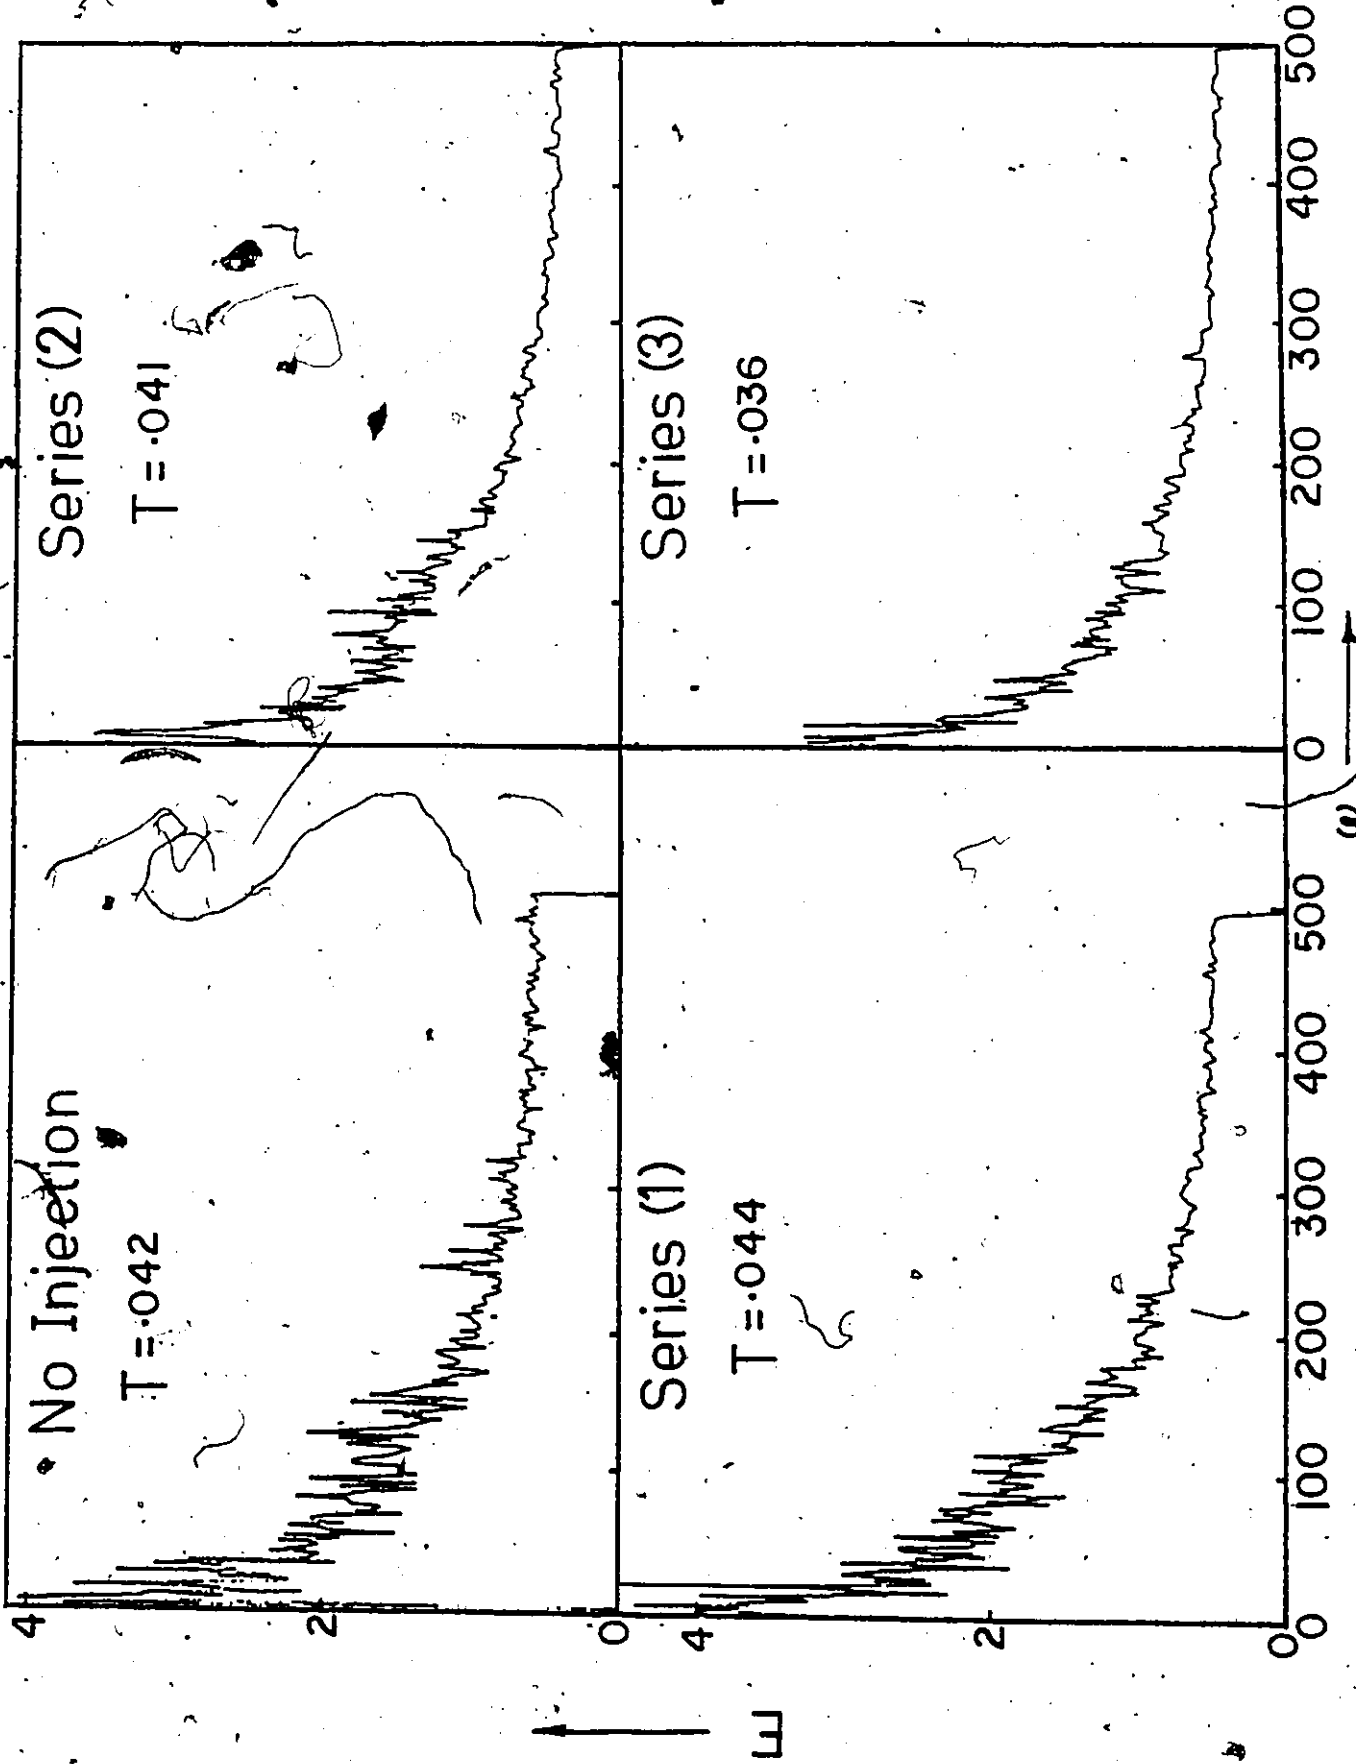 No Injection
T = ·042
Series (2)
T = ·041
4
2
0
Series (1)
T = ·044
Series (3)
T = ·036
4
2
0
0 100 200 300 400 500
0 100 200 300 400 500
E
(e)